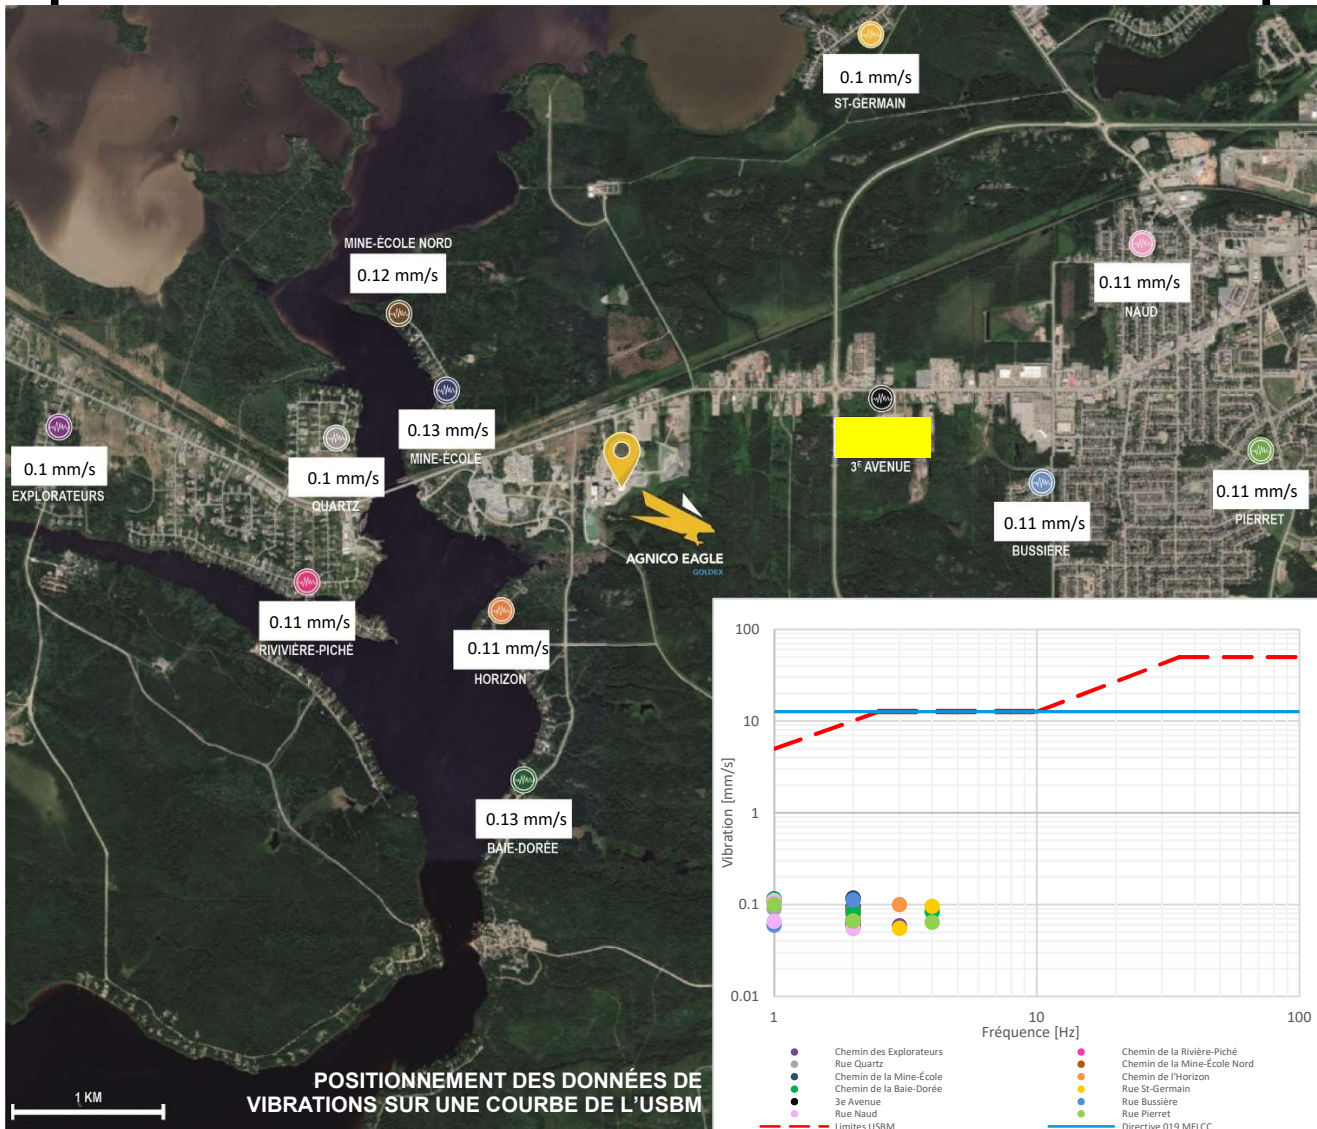 0.1 mm/s
ST-GERMAIN
MINE-ÉCOLE NORD
0.12 mm/s
0.11 mm/s
NAUD
0.13 mm/s
MINE-ÉCOLE
0.1 mm/s
EXPLORATEURS
0.1 mm/s
QUARTZ
3E AVENUE
0.11 mm/s
BUSSIÈRE
0.11 mm/s
PIERRET
AGNICO EAGLE
GOLDEX
0.11 mm/s
RIVIVIÈRE-PICHÉ
0.11 mm/s
HORIZON
0.13 mm/s
BAIE-DORÉE
100
10
1
0.1
0.01
Vibration [mm/s]
1
10
100
Fréquence [Hz]
Chemin des Explorateurs
Chemin de la Rivière-Piché
Rue Quartz
Chemin de la Mine-École Nord
Chemin de la Mine-École
Chemin de l'Horizon
Chemin de la Baie-Dorée
Rue St-Germain
3e Avenue
Rue Bussière
Rue Naud
Rue Pierret
Limites USBM
Directive 019 MELCC
1 KM
POSITIONNEMENT DES DONNÉES DE
VIBRATIONS SUR UNE COURBE DE L'USBM